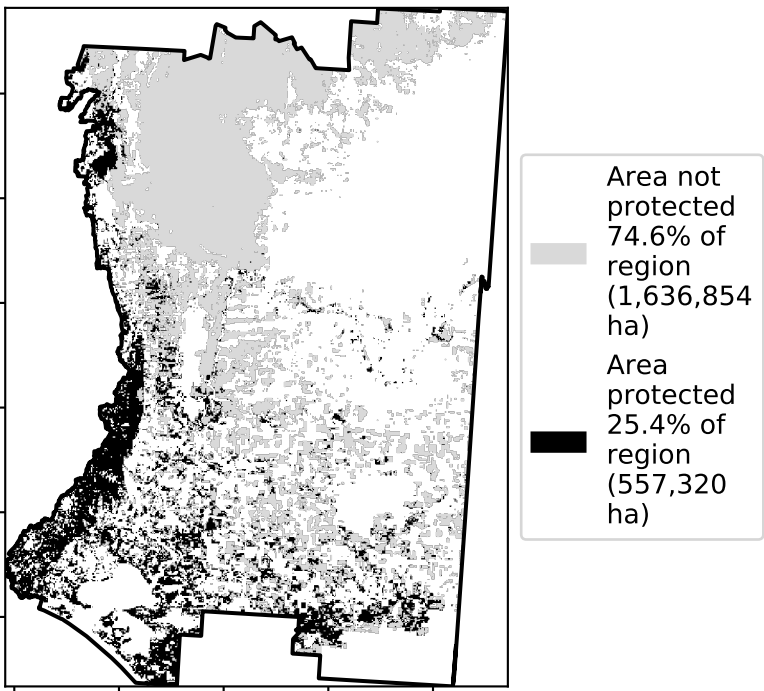 Area not
protected
74.6% of
region
(1,636,854
ha)
Area
protected
25.4% of
region
(557,320
ha)